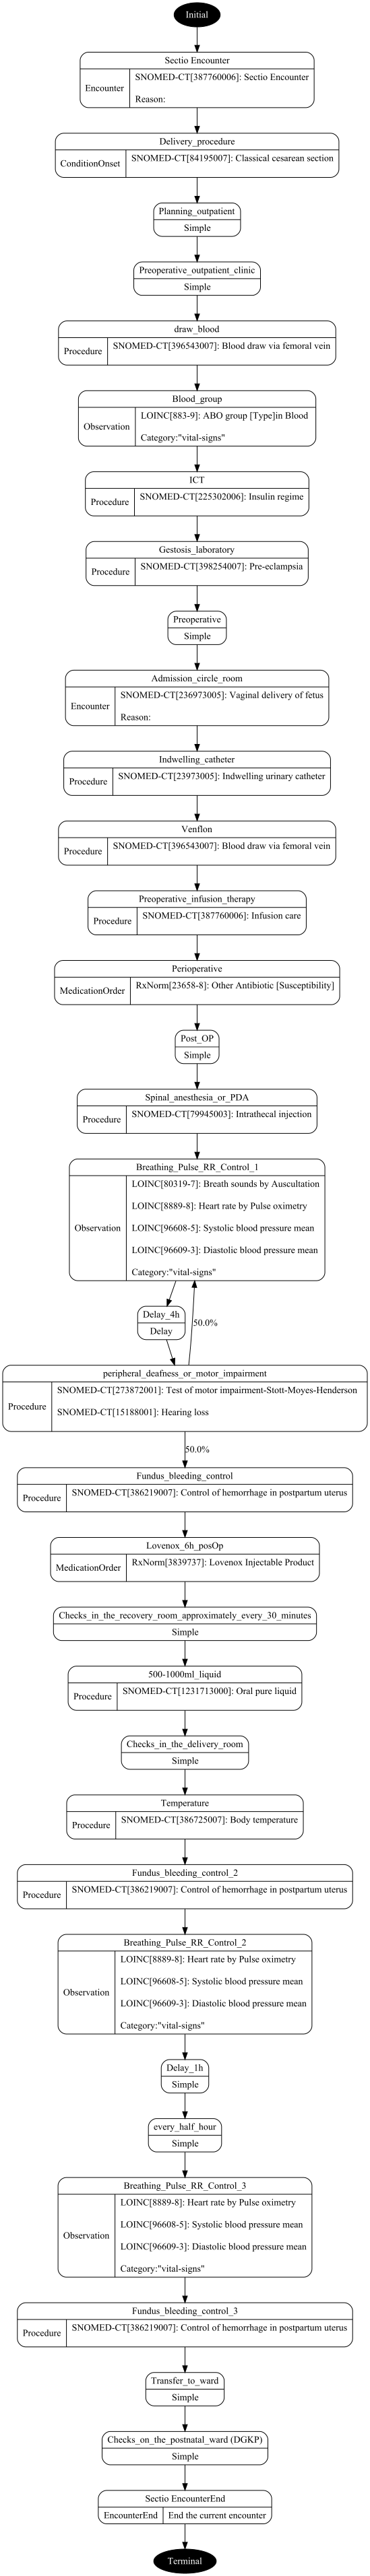 Initial
Sectio Encounter
Encounter
SNOMED-CT[387760006]: Sectio Encounter
Reason:
Delivery_procedure
ConditionOnset
SNOMED-CT[84195007]: Classical cesarean section
Planning_outpatient
Simple
Preoperative_outpatient_clinic
Simple
draw_blood
Procedure
SNOMED-CT[396543007]: Blood draw via femoral vein
Blood_group
Observation
LOINC[883-9]: ABO group [Type]in Blood
Category:"vital-signs"
ICT
Procedure
SNOMED-CT[225302006]: Insulin regime
Gestosis_laboratory
Procedure
SNOMED-CT[398254007]: Pre-eclampsia
Preoperative
Simple
Admission_circle_room
Encounter
SNOMED-CT[236973005]: Vaginal delivery of fetus
Reason:
Indwelling_catheter
Procedure
SNOMED-CT[23973005]: Indwelling urinary catheter
Venflon
Procedure
SNOMED-CT[396543007]: Blood draw via femoral vein
Preoperative_infusion_therapy
Procedure
SNOMED-CT[387760006]: Infusion care
Perioperative
MedicationOrder
RxNorm[23658-8]: Other Antibiotic [Susceptibility]
Post_OP
Simple
Spinal_anesthesia_or_PDA
Procedure
SNOMED-CT[79945003]: Intrathecal injection
Breathing_Pulse_RR_Control_1
Observation
LOINC[80319-7]: Breath sounds by Auscultation
LOINC[8889-8]: Heart rate by Pulse oximetry
LOINC[96608-5]: Systolic blood pressure mean
LOINC[96609-3]: Diastolic blood pressure mean
Category:"vital-signs"
Delay_4h
Delay
50.0%
peripheral_deafness_or_motor_impairment
Procedure
SNOMED-CT[273872001]: Test of motor impairment-Stott-Moyes-Henderson
SNOMED-CT[15188001]: Hearing loss
50.0%
Fundus_bleeding_control
Procedure
SNOMED-CT[386219007]: Control of hemorrhage in postpartum uterus
Lovenox_6h_posOp
MedicationOrder
RxNorm[3839737]: Lovenox Injectable Product
Checks_in_the_recovery_room_approximately_every_30_minutes
Simple
500-1000ml_liquid
Procedure
SNOMED-CT[1231713000]: Oral pure liquid
Checks_in_the_delivery_room
Simple
Temperature
Procedure
SNOMED-CT[386725007]: Body temperature
Fundus_bleeding_control_2
Procedure
SNOMED-CT[386219007]: Control of hemorrhage in postpartum uterus
Breathing_Pulse_RR_Control_2
Observation
LOINC[8889-8]: Heart rate by Pulse oximetry
LOINC[96608-5]: Systolic blood pressure mean
LOINC[96609-3]: Diastolic blood pressure mean
Category:"vital-signs"
Delay_1h
Simple
every_half_hour
Simple
Breathing_Pulse_RR_Control_3
Observation
LOINC[8889-8]: Heart rate by Pulse oximetry
LOINC[96608-5]: Systolic blood pressure mean
LOINC[96609-3]: Diastolic blood pressure mean
Category:"vital-signs"
Fundus_bleeding_control_3
Procedure
SNOMED-CT[386219007]: Control of hemorrhage in postpartum uterus
Transfer_to_ward
Simple
Checks_on_the_postnatal_ward (DGKP)
Simple
Sectio EncounterEnd
EncounterEnd
End the current encounter
Terminal